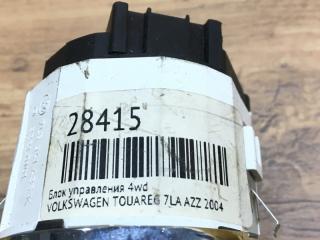 28415
Блок управления 4wd
VOLKSWAGEN TOUAREG 7LA AZZ 2004